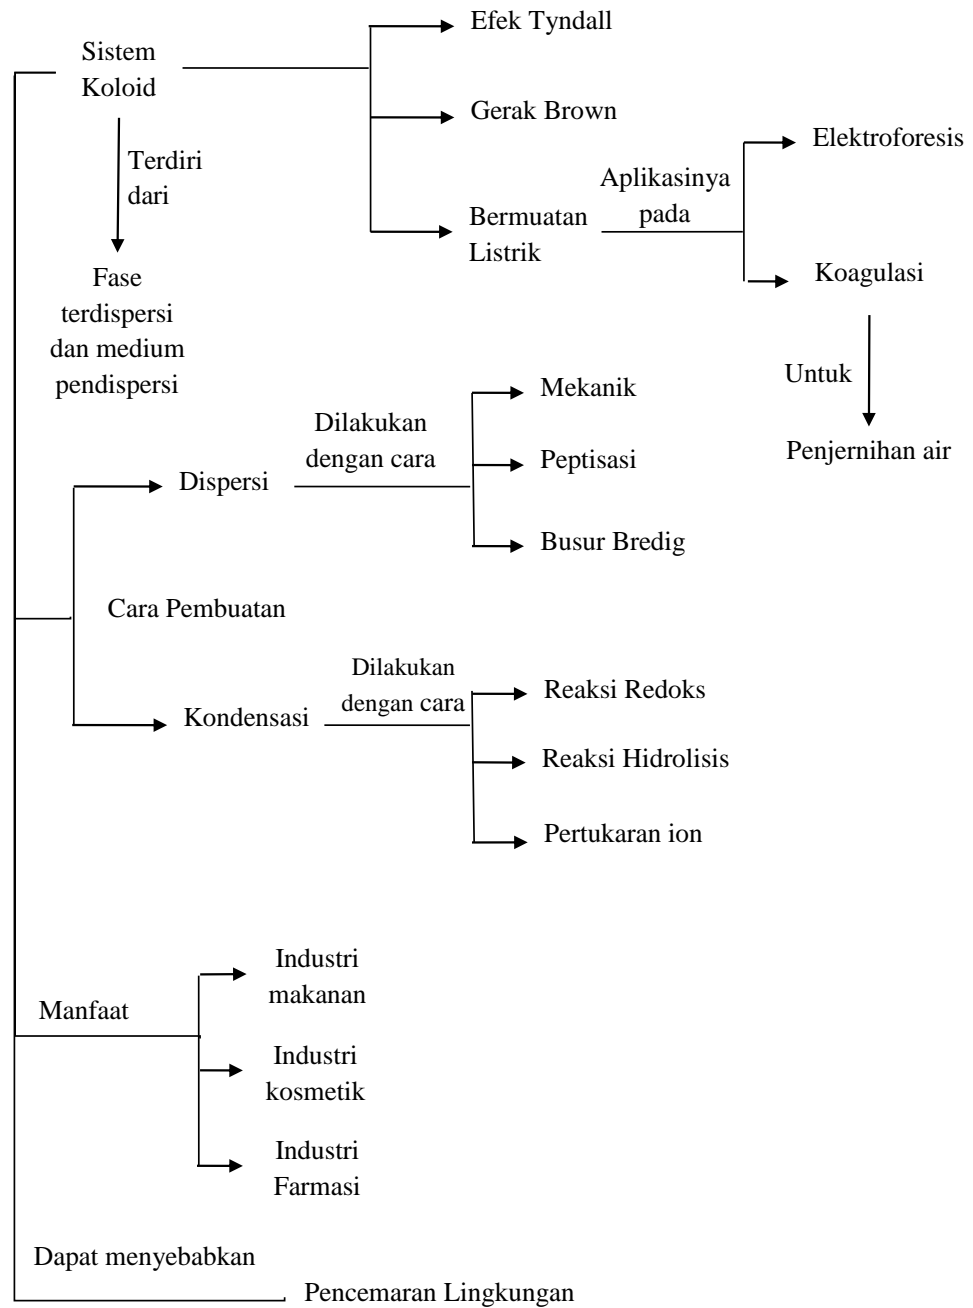 Sistem
Koloid
Efek Tyndall
Gerak Brown
Bermuatan
Listrik
Aplikasinya
pada
Elektroforesis
Koagulasi
Untuk
Penjernihan air
Terdiri
dari
Fase
terdispersi
dan medium
pendispersi
Cara Pembuatan
Dispersi
Dilakukan
dengan cara
Mekanik
Peptisasi
Busur Bredig
Kondensasi
Dilakukan
dengan cara
Reaksi Redoks
Reaksi Hidrolisis
Pertukaran ion
Manfaat
Industri
makanan
Industri
kosmetik
Industri
Farmasi
Dapat menyebabkan
Pencemaran Lingkungan